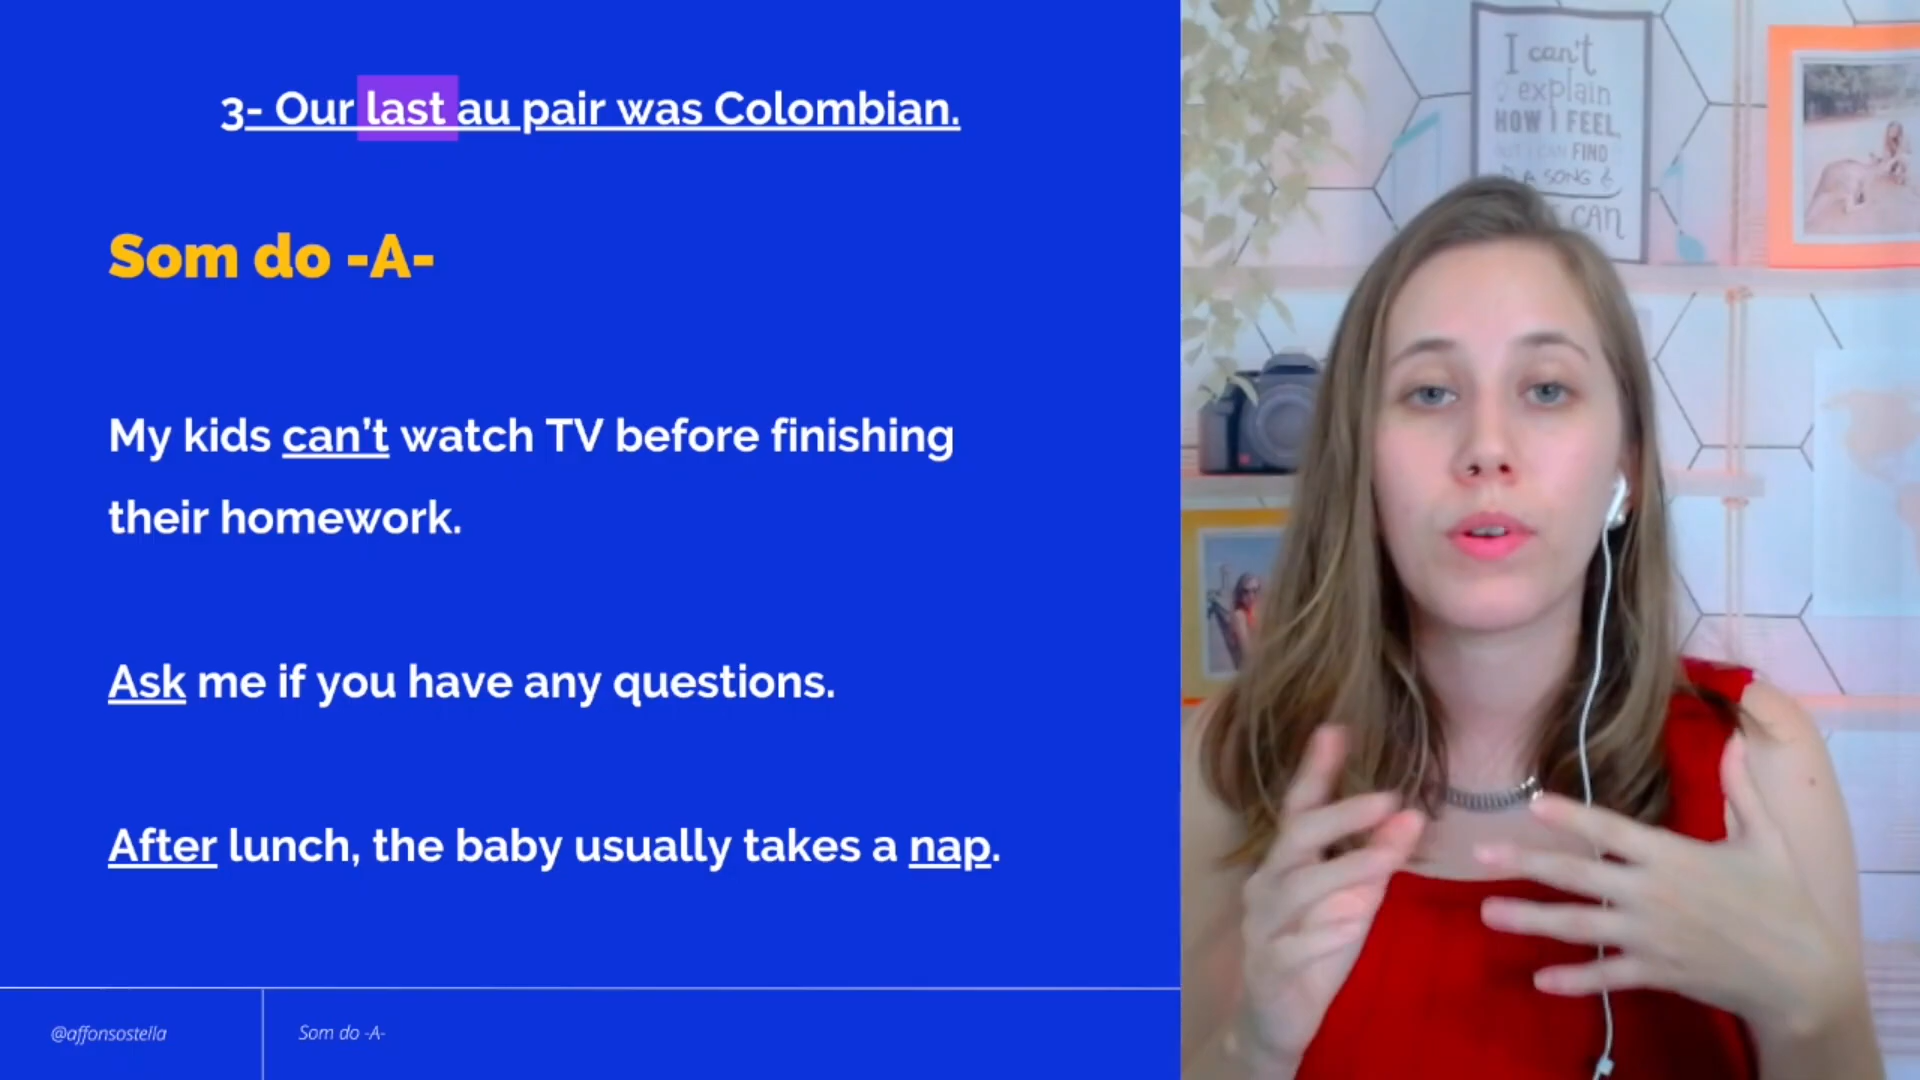 3- Our last au pair was Colombian.
Som do -A-
My kids can't watch TV before finishing
their homework.
Ask me if you have any questions.
After lunch, the baby usually takes a nap.
@affonsostella
Som do -A-
I can't
explain
HOW I FEEL,
BUT I CAN FIND
A SONG
CAN